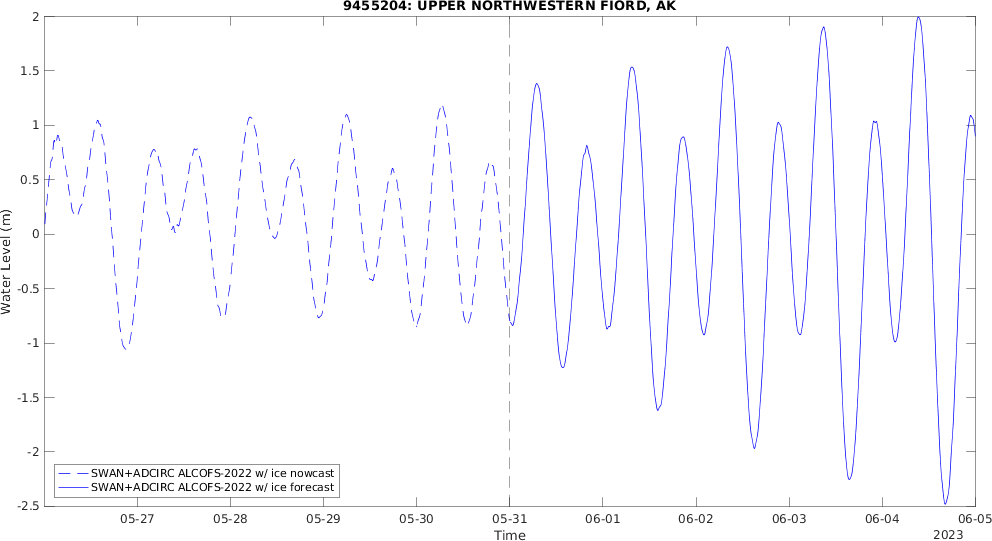 9455204: UPPER NORTHWESTERN FIORD, AK
2
1.5
1
0.5
0
-0.5
-1
-1.5
-2
-2.5
Water Level (m)
SWAN+ADCIRC ALCOFS-2022 w/ ice nowcast
SWAN+ADCIRC ALCOFS-2022 w/ ice forecast
05-27 05-28 05-29 05-30 05-31 06-01 06-02 06-03 06-04 06-05
Time
2023